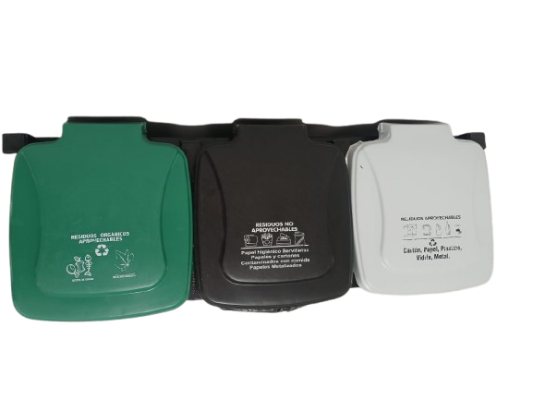 RESIDUOS ORGANICOS
APROVECHABLES
RESIDUOS NO
APROVECHABLES
Papel higiénico Servilletas
Papeles y cartones
Contaminados con comida
Papeles Metalizados
RESIDUOS APROVECHABLES
Cartón, Papel, Plástico,
Vidrio, Metal.